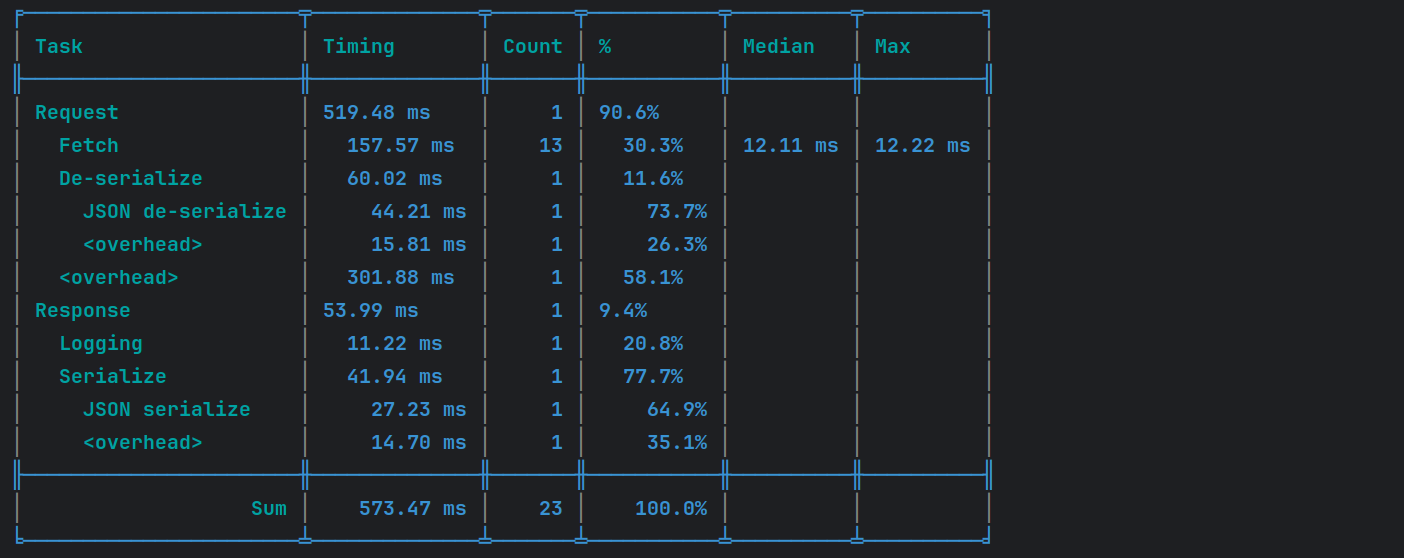 Task Timing Count % Median Max
Request 519.48 ms 1 90.6%
Fetch 157.57 ms 13 30.3% 12.11 ms 12.22 ms
De-serialize 60.02 ms 1 11.6%
JSON de-serialize 44.21 ms 1 73.7%
<overhead> 15.81 ms 1 26.3%
<overhead> 301.88 ms 1 58.1%
Response 53.99 ms 1 9.4%
Logging 11.22 ms 1 20.8%
Serialize 41.94 ms 1 77.7%
JSON serialize 27.23 ms 1 64.9%
<overhead> 14.70 ms 1 35.1%
Sum 573.47 ms 23 100.0%